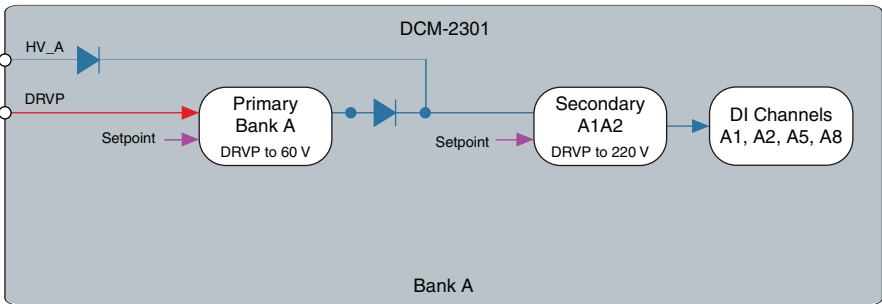 DCM-2301
HV_A
DRVP
Primary
Bank A
DRVP to 60 V
Setpoint
Secondary
A1A2
DRVP to 220 V
Setpoint
DI Channels
A1, A2, A5, A8
Bank A